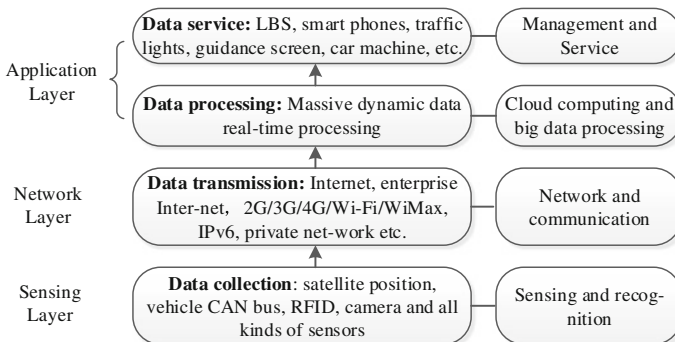 Data service: LBS, smart phones, traffic
lights, guidance screen, car machine, etc.
Management and
Service
Application
Layer
Data processing: Massive dynamic data
real-time processing
Cloud computing and
big data processing
Network
Layer
Data transmission: Internet, enterprise
Inter-net， 2G/3G/4G/Wi-Fi/WiMax,
IPv6, private net-work etc.
Network and
communication
Sensing
Layer
Data collection: satellite position,
vehicle CAN bus, RFID, camera and all
kinds of sensors
Sensing and recog-
nition